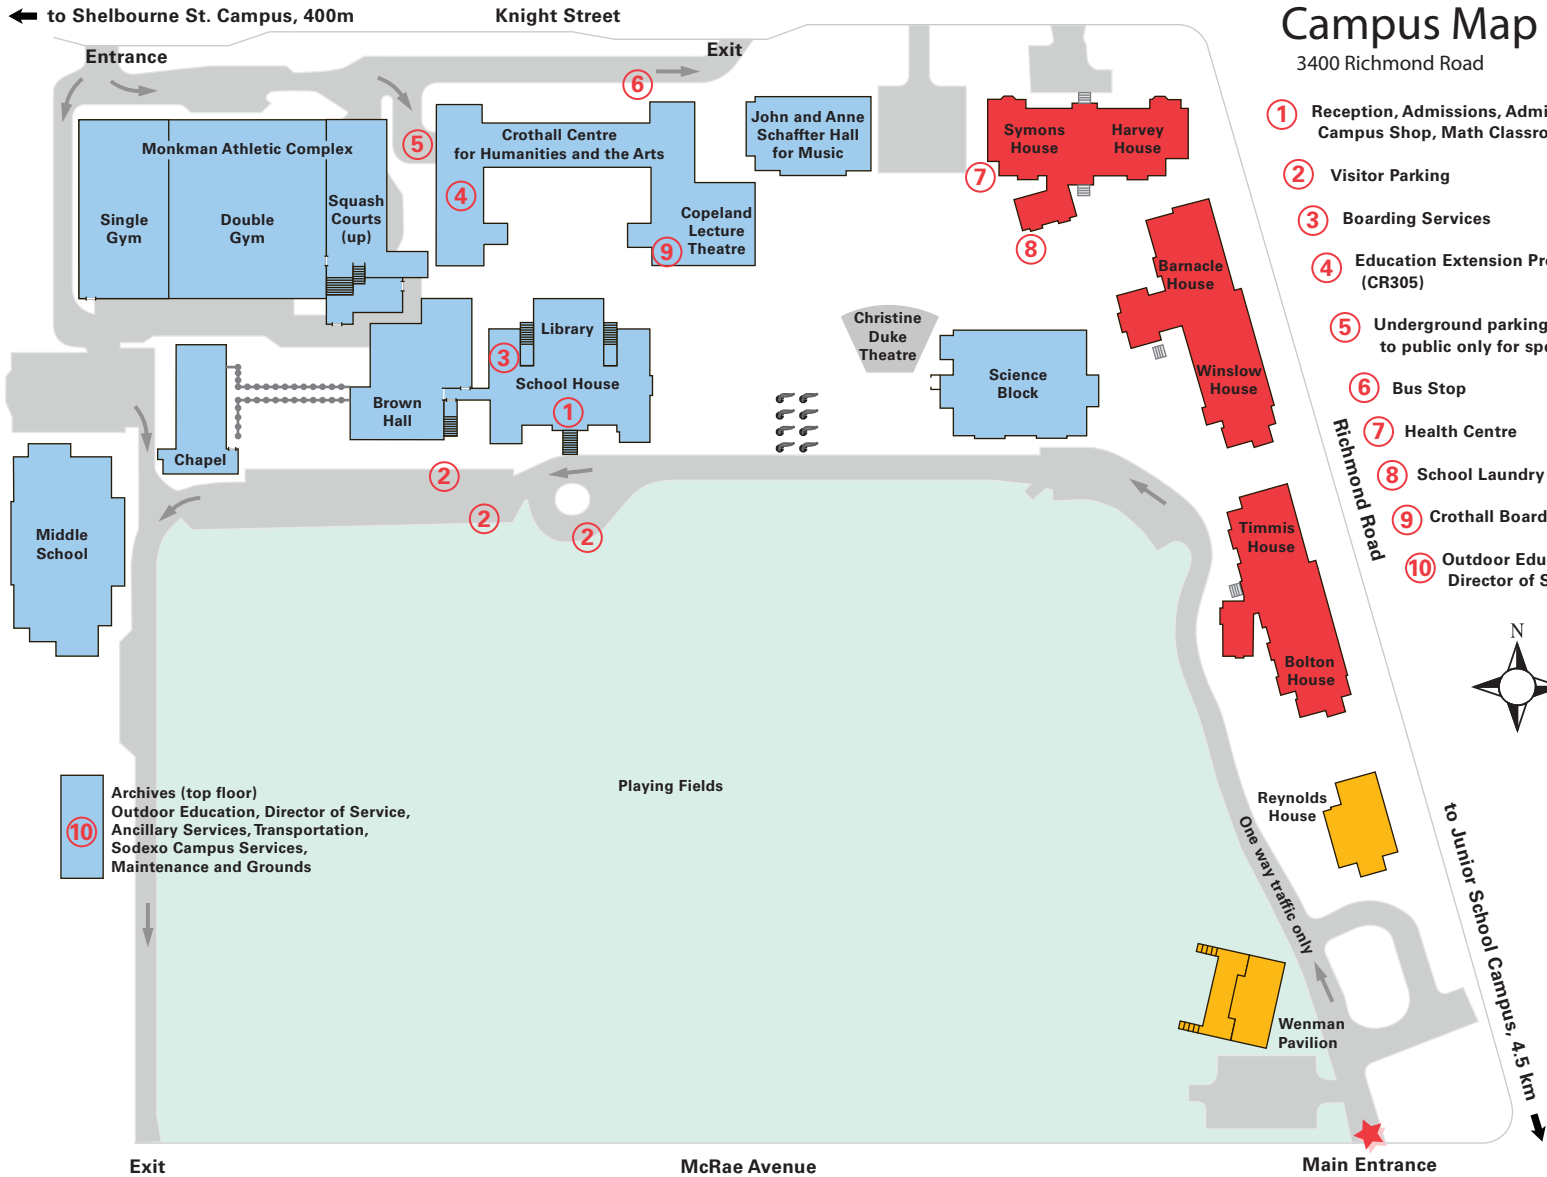 to Shelbourne St. Campus, 400m
Knight Street
Campus Map
3400 Richmond Road
Entrance
Exit
1 Reception, Admissions,
Campus Shop, Math
2 Visitor Parking
3 Boarding Services
4 Education Extension
(CR305)
5 Underground parking
to public only for
6 Bus Stop
7 Health Centre
8 School Laundry
9 Crothall
10 Outdoor
Director of
6
5
Monkman Athletic Complex
Single
Gym
Double
Gym
Squash
Courts
(up)
Crothall Centre
for Humanities and the Arts
4
Copeland
Lecture
Theatre
9
John and Anne
Schaffter Hall
for Music
Symons
House
Harvey
House
7
8
Barnacle
House
Winslow
House
Christine
Duke
Theatre
Science
Block
Library
3
School House
1
Brown
Hall
Chapel
2
2
2
Middle
School
Timmis
House
Bolton
House
Richmond Road
N
Playing Fields
10
Archives (top floor)
Outdoor Education, Director of Service,
Ancillary Services, Transportation,
Sodexo Campus Services,
Maintenance and Grounds
Reynolds
House
One way traffic only
to Junior School Campus, 4.5 km
Wenman
Pavilion
Exit
McRae Avenue
Main Entrance